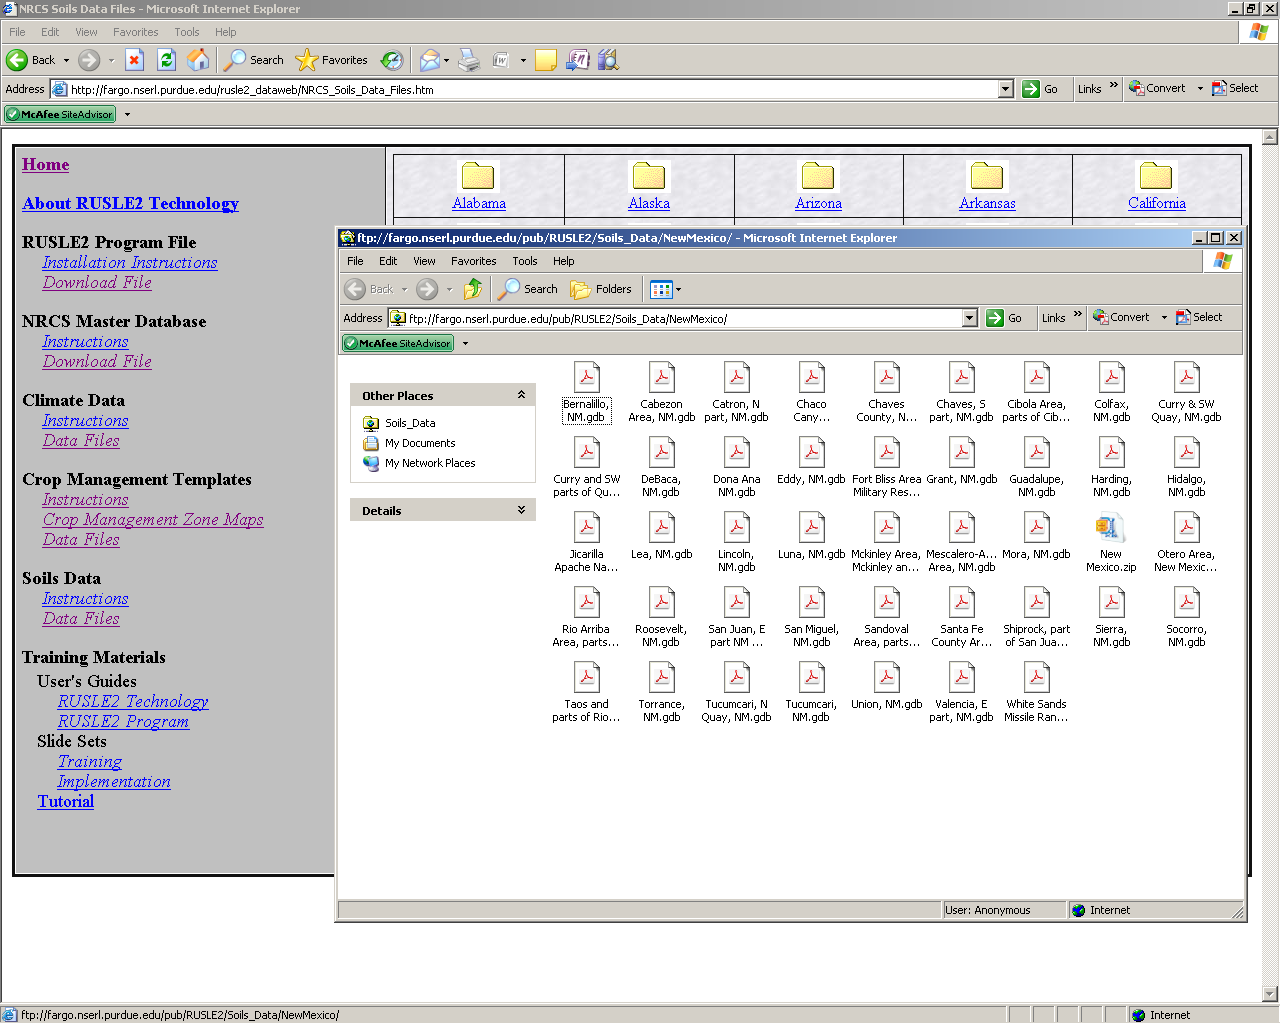 NRCS Soils Data Files - Microsoft Internet Explorer
File Edit View Favorites Tools Help
Back Search Favorites
Address http://fargo.nserl.purdue.edu/rusle2_dataweb/NRCS_Soils_Data_Files.htm Go Links » Convert Select
McAfee SiteAdvisor
Home
About RUSLE2 Technology
RUSLE2 Program File
Installation Instructions
Download File
NRCS Master Database
Instructions
Download File
Climate Data
Instructions
Data Files
Crop Management Templates
Instructions
Crop Management Zone Maps
Data Files
Soils Data
Instructions
Data Files
Training Materials
User's Guides
RUSLE2 Technology
RUSLE2 Program
Slide Sets
Training
Implementation
Tutorial
Alabama Alaska Arizona Arkansas California
ftp://fargo.nserl.purdue.edu/pub/RUSLE2/Soils_Data/NewMexico/ - Microsoft Internet Explorer
File Edit View Favorites Tools Help
Back Search Folders
Address ftp://fargo.nserl.purdue.edu/pub/RUSLE2/Soils_Data/NewMexico/ Go Links » Convert Select
McAfee SiteAdvisor
Other Places
Soils_Data
My Documents
My Network Places
Details
Bernalillo, Cabezon Catron, N Chaco Chaves Chaves, S Cibola Area, Colfax, Curry & SW
NM.gdb Area, NM.gdb part, NM.gdb Cany... County, N... part, NM.gdb parts of Cib... NM.gdb Quay, NM.gdb
Curry and SW DeBaca, Dona Ana Eddy, NM.gdb Fort Bliss Area Grant, NM.gdb Guadalupe, Harding, Hidalgo,
parts of Qu... NM.gdb NM.gdb Military Res... NM.gdb NM.gdb NM.gdb
Jicarilla Lea, NM.gdb Lincoln, Luna, NM.gdb Mckinley Area, Mescalero-A... Mora, NM.gdb New Otero Area,
Apache Na... NM.gdb Mckinley an... Area, NM.gdb Mexico.zip New Mexic...
Rio Arriba Roosevelt, San Juan, E San Miguel, Sandoval Santa Fe Shiprock, part Sierra, Socorro,
Area, parts... NM.gdb part NM ... NM.gdb Area, parts... County Ar... of San Jua... NM.gdb NM.gdb
Taos and Torrance, Tucumcari, N Tucumcari, Union, NM.gdb Valencia, E White Sands
parts of Rio... NM.gdb Quay, NM.gdb NM.gdb part, NM.gdb Missile Ran...
User: Anonymous Internet
ftp://fargo.nserl.purdue.edu/pub/RUSLE2/Soils_Data/NewMexico/ Internet